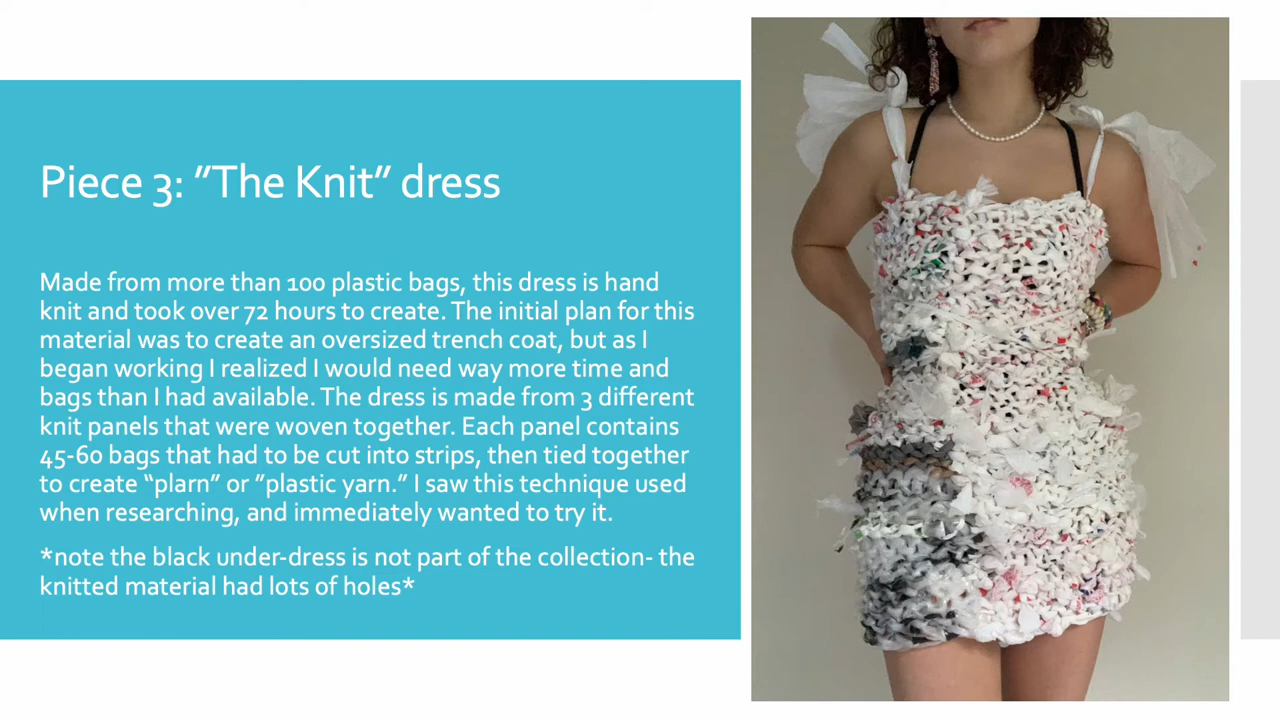 Piece 3: ”The Knit” dress
Made from more than 100 plastic bags, this dress is hand
knit and took over 72 hours to create. The initial plan for this
material was to create an oversized trench coat, but as I
began working I realized I would need way more time and
bags than I had available. The dress is made from 3 different
knit panels that were woven together. Each panel contains
45-60 bags that had to be cut into strips, then tied together
to create “plarn” or ”plastic yarn.” I saw this technique used
when researching, and immediately wanted to try it.
*note the black under-dress is not part of the collection- the
knitted material had lots of holes*